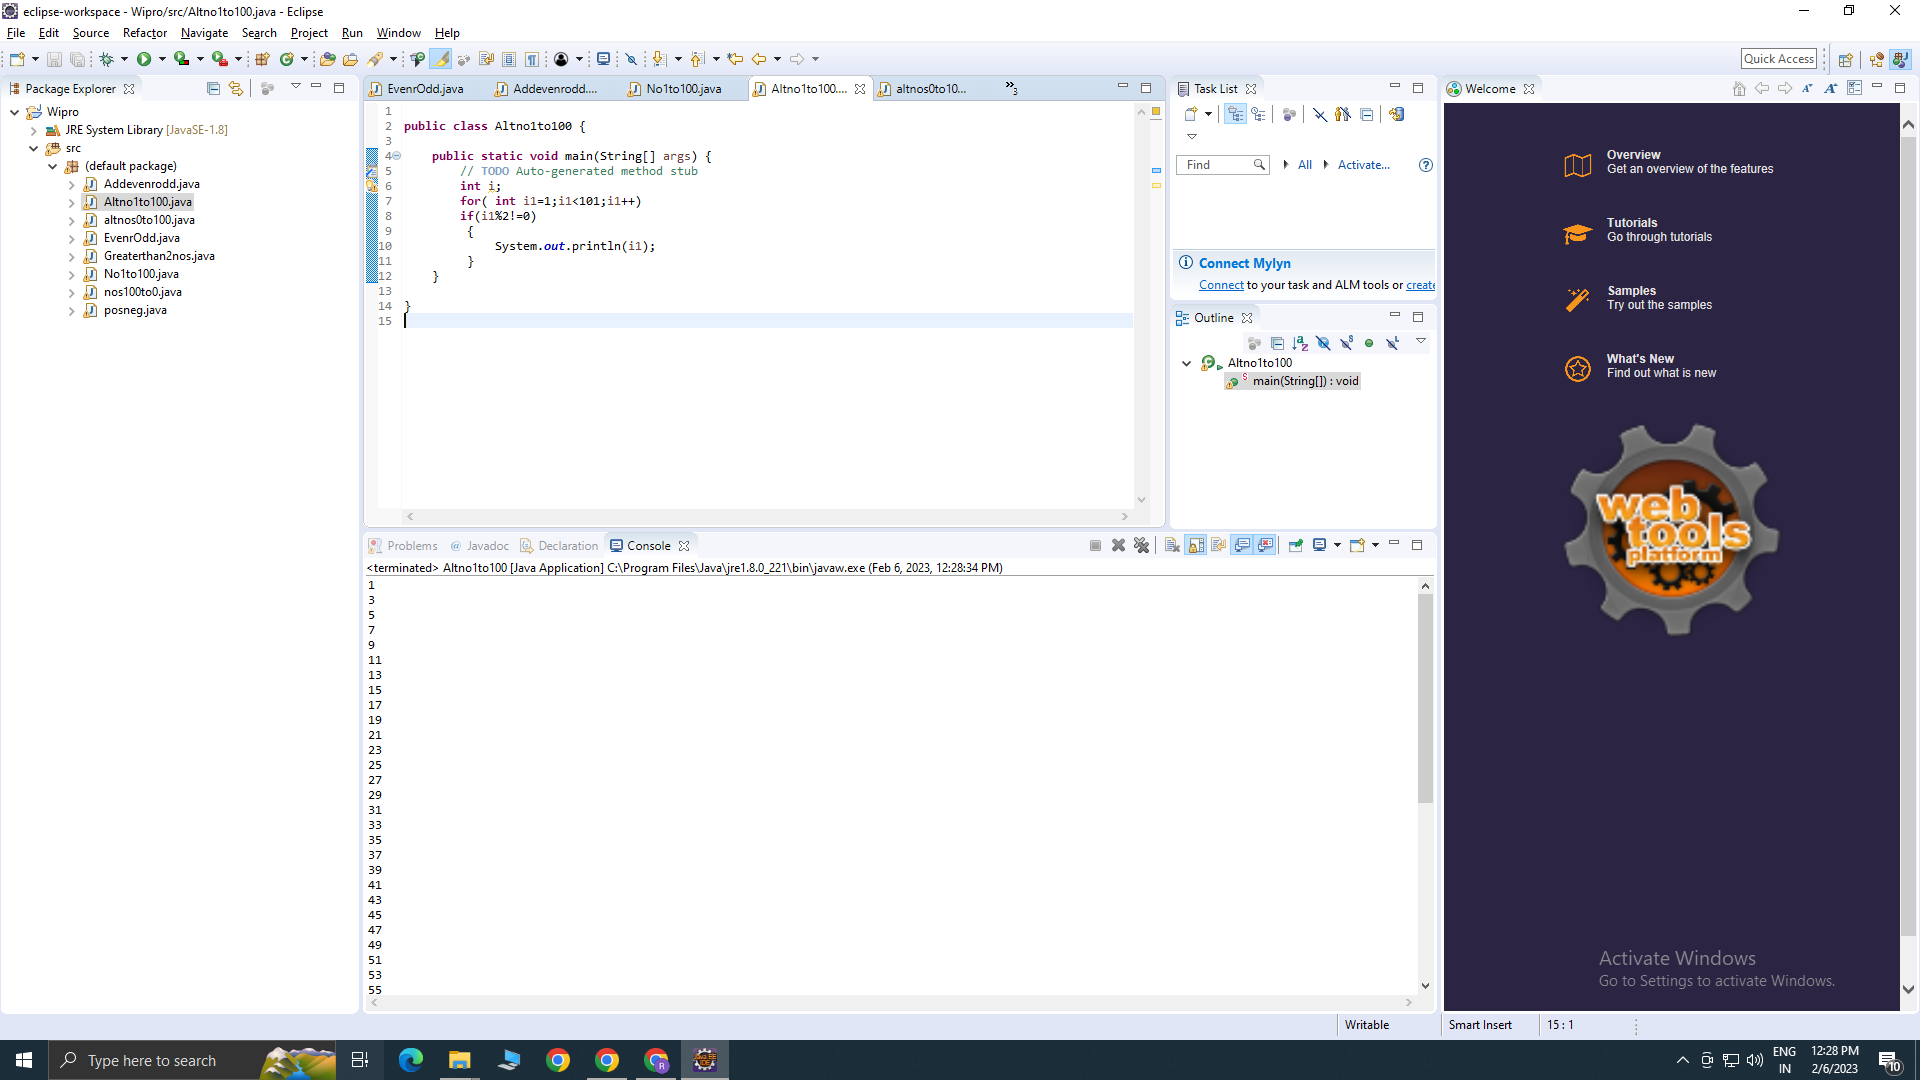 eclipse-workspace - Wipro/src/Altno1to100.java - Eclipse
File Edit Source Refactor Navigate Search Project Run Window Help
Quick Access
Package Explorer
Wipro
JRE System Library [JavaSE-1.8]
src
(default package)
Addevenrodd.java
Altno1to100.java
altnos0to100.java
EvenrOdd.java
Greaterthan2nos.java
No1to100.java
nos100to0.java
posneg.java
EvenrOdd.java Addevenrodd.... No1to100.java Altno1to100.... altnos0to10... »3
1
2 public class Altno1to100 {
3
4 public static void main(String[] args) {
5 // TODO Auto-generated method stub
6 int i;
7 for( int i1=1;i1<101;i1++)
8 if(i1%2!=0)
9 {
10 System.out.println(i1);
11 }
12 }
13
14 }
15
Task List
Find All Activate...
Connect Mylyn
Connect to your task and ALM tools or create
Outline
Altno1to100
main(String[]) : void
Problems @ Javadoc Declaration Console
<terminated> Altno1to100 [Java Application] C:\Program Files\Java\jre1.8.0_221\bin\javaw.exe (Feb 6, 2023, 12:28:34 PM)
1
3
5
7
9
11
13
15
17
19
21
23
25
27
29
31
33
35
37
39
41
43
45
47
49
51
53
55
Welcome
Overview
Get an overview of the features
Tutorials
Go through tutorials
Samples
Try out the samples
What's New
Find out what is new
web
tools
platform
Activate Windows
Go to Settings to activate Windows.
Writable Smart Insert 15 : 1
Type here to search
ENG
IN
12:28 PM
2/6/2023
10